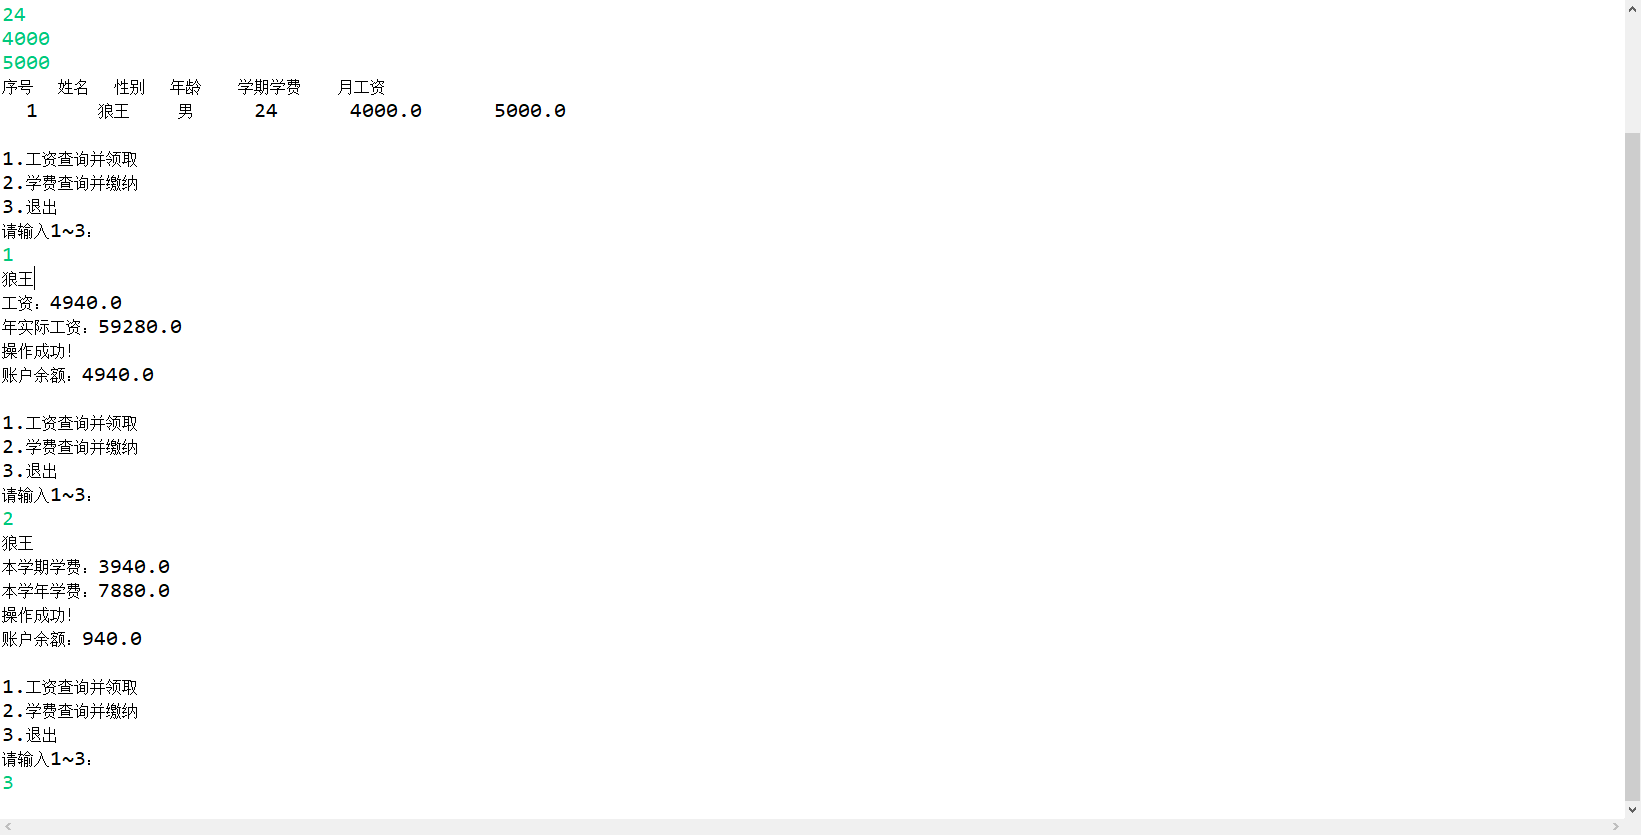 24
4000
5000
序号 姓名 性别 年龄 学期学费 月工资
1 狼王 男 24 4000.0 5000.0
1.工资查询并领取
2.学费查询并缴纳
3.退出
请输入1~3：
1
狼王
工资：4940.0
年实际工资：59280.0
操作成功！
账户余额：4940.0
1.工资查询并领取
2.学费查询并缴纳
3.退出
请输入1~3：
2
狼王
本学期学费：3940.0
本学年学费：7880.0
操作成功！
账户余额：940.0
1.工资查询并领取
2.学费查询并缴纳
3.退出
请输入1~3：
3